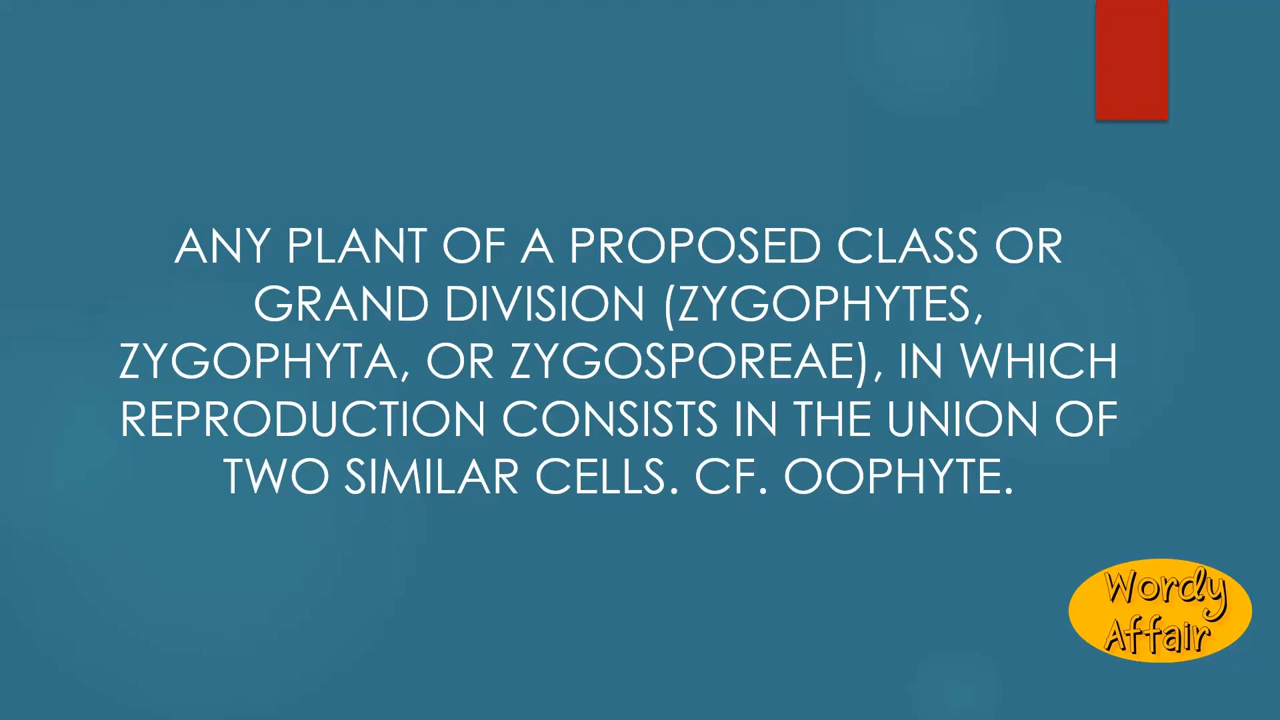 ANY PLANT OF A PROPOSED CLASS OR
GRAND DIVISION (ZYGOPHYTES,
ZYGOPHYTA, OR ZYGOSPOREAE), IN WHICH
REPRODUCTION CONSISTS IN THE UNION OF
TWO SIMILAR CELLS. CF. OOPHYTE.
Wordy
Affair